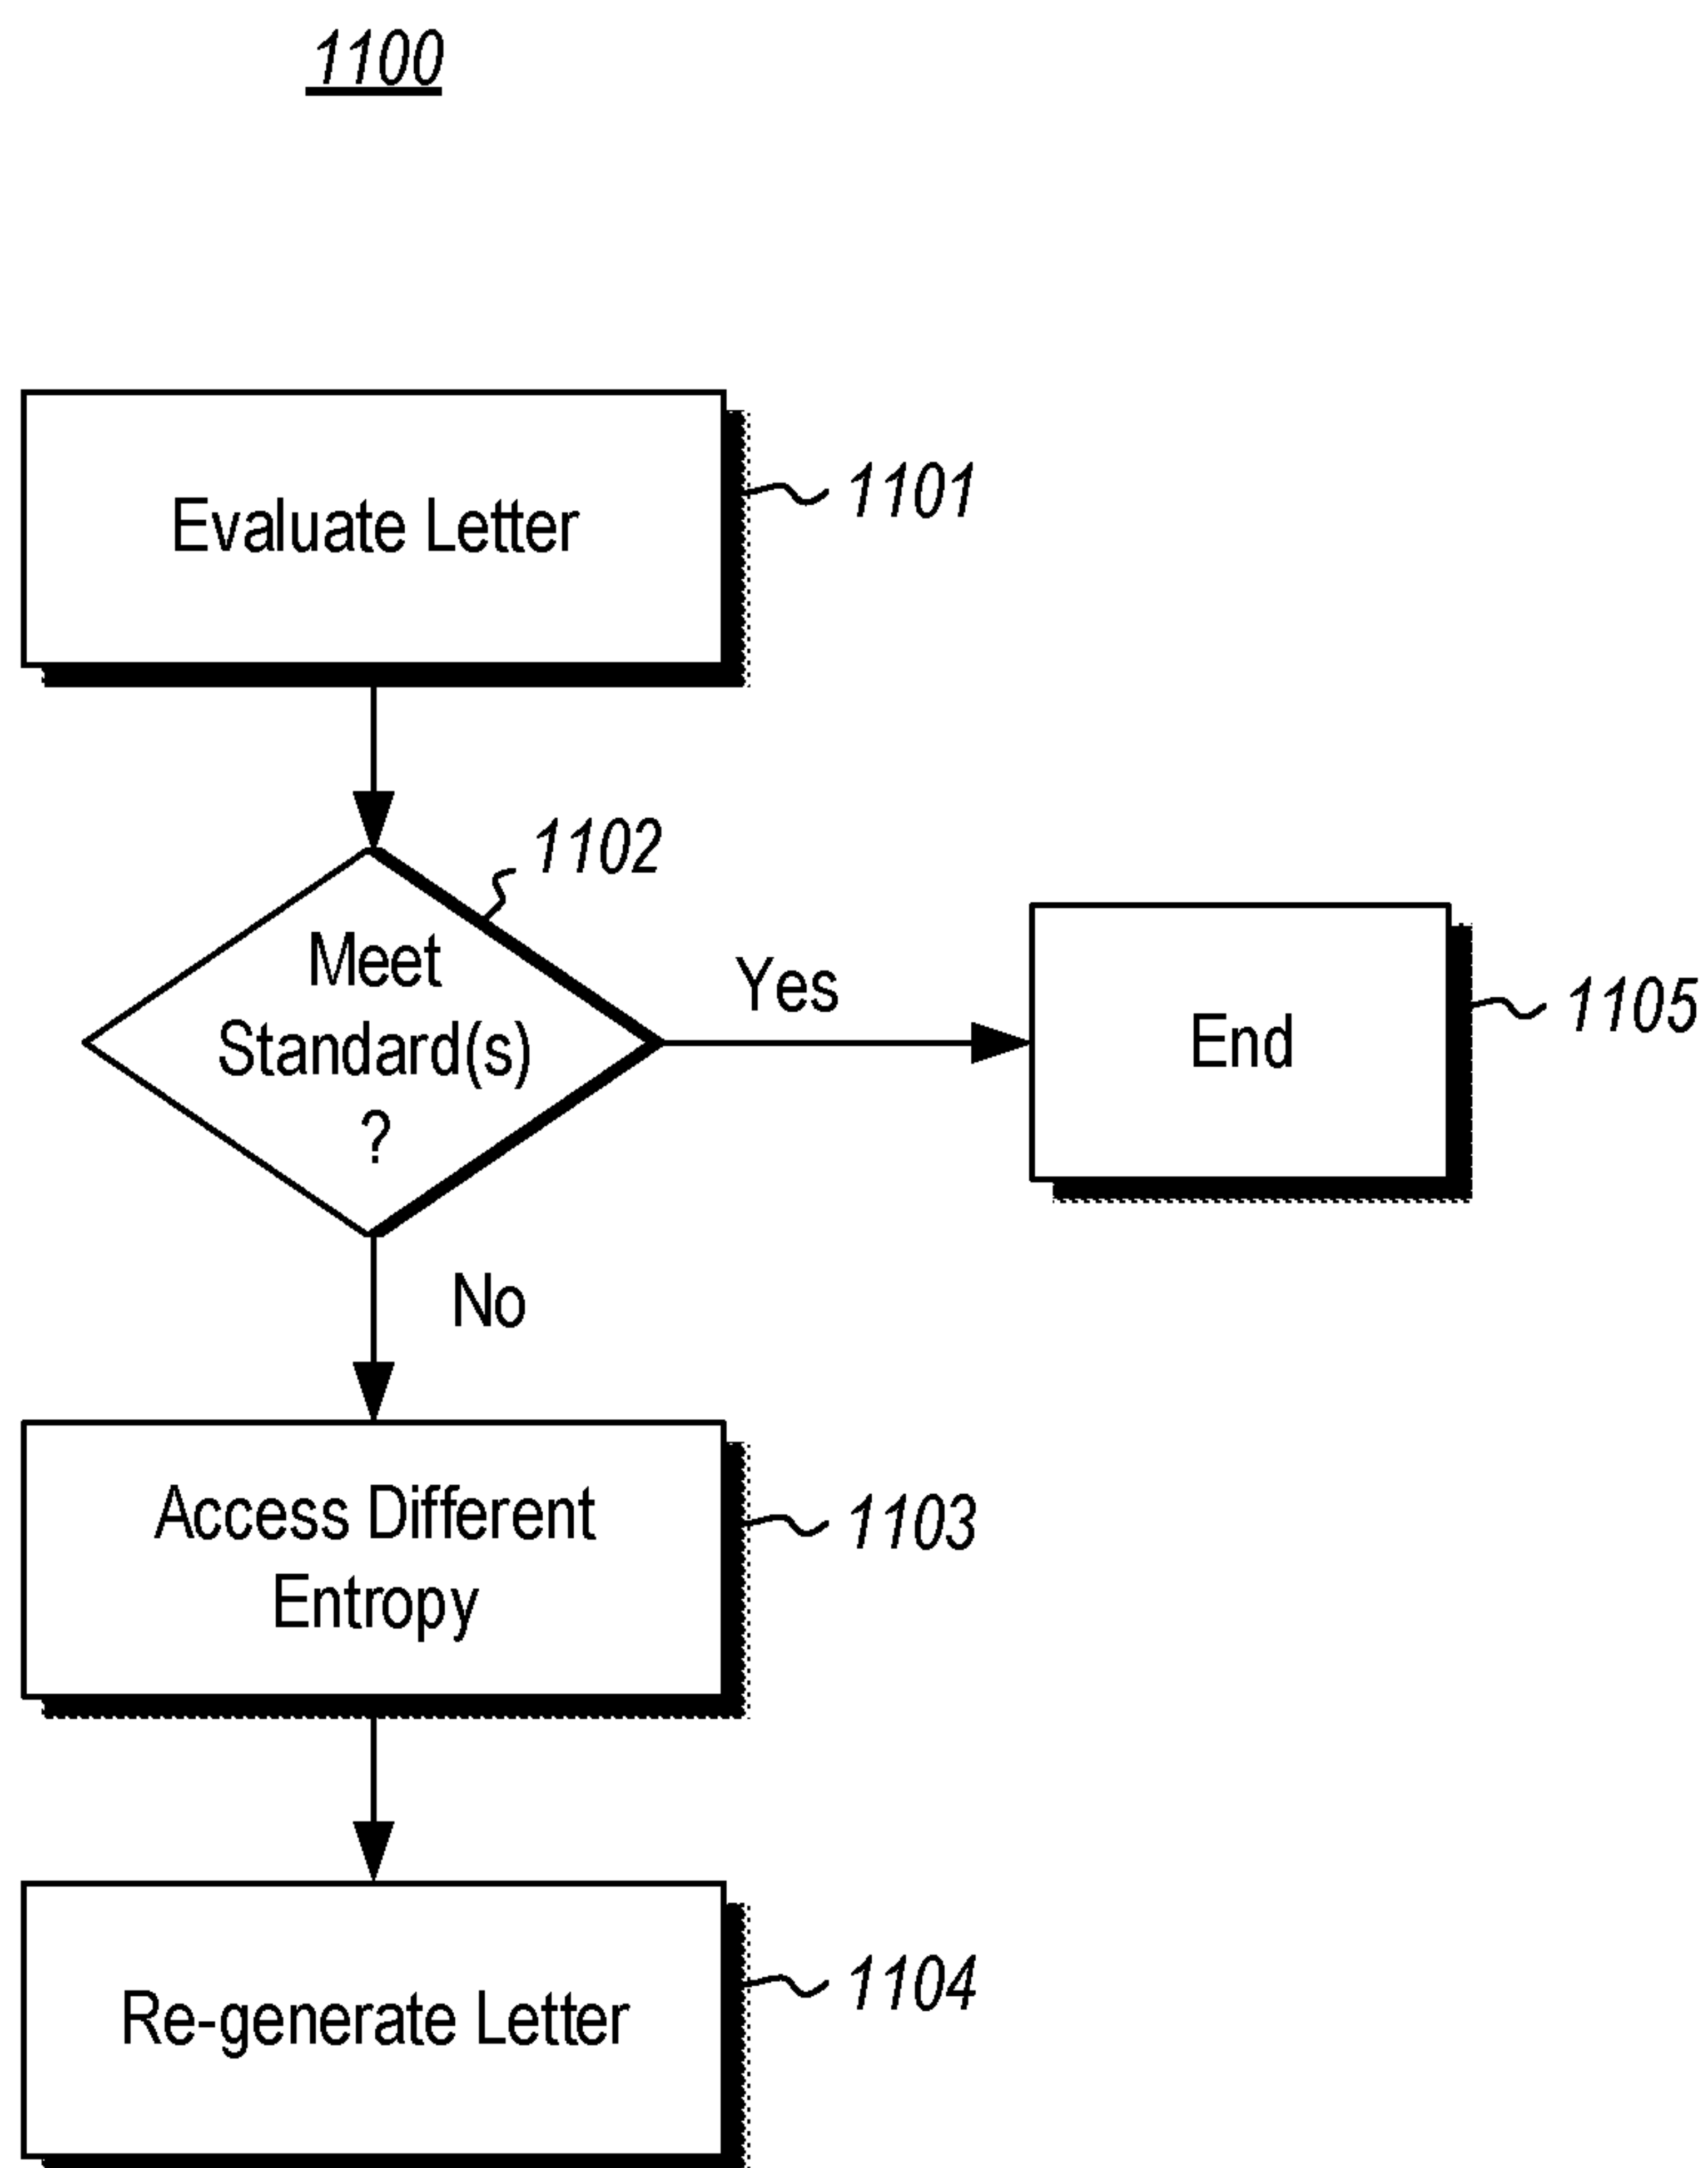 1100
Evaluate Letter
1101
1102
Meet
Standard(s)
?
Yes
End
1105
No
Access Different
Entropy
1103
Re-generate Letter
1104